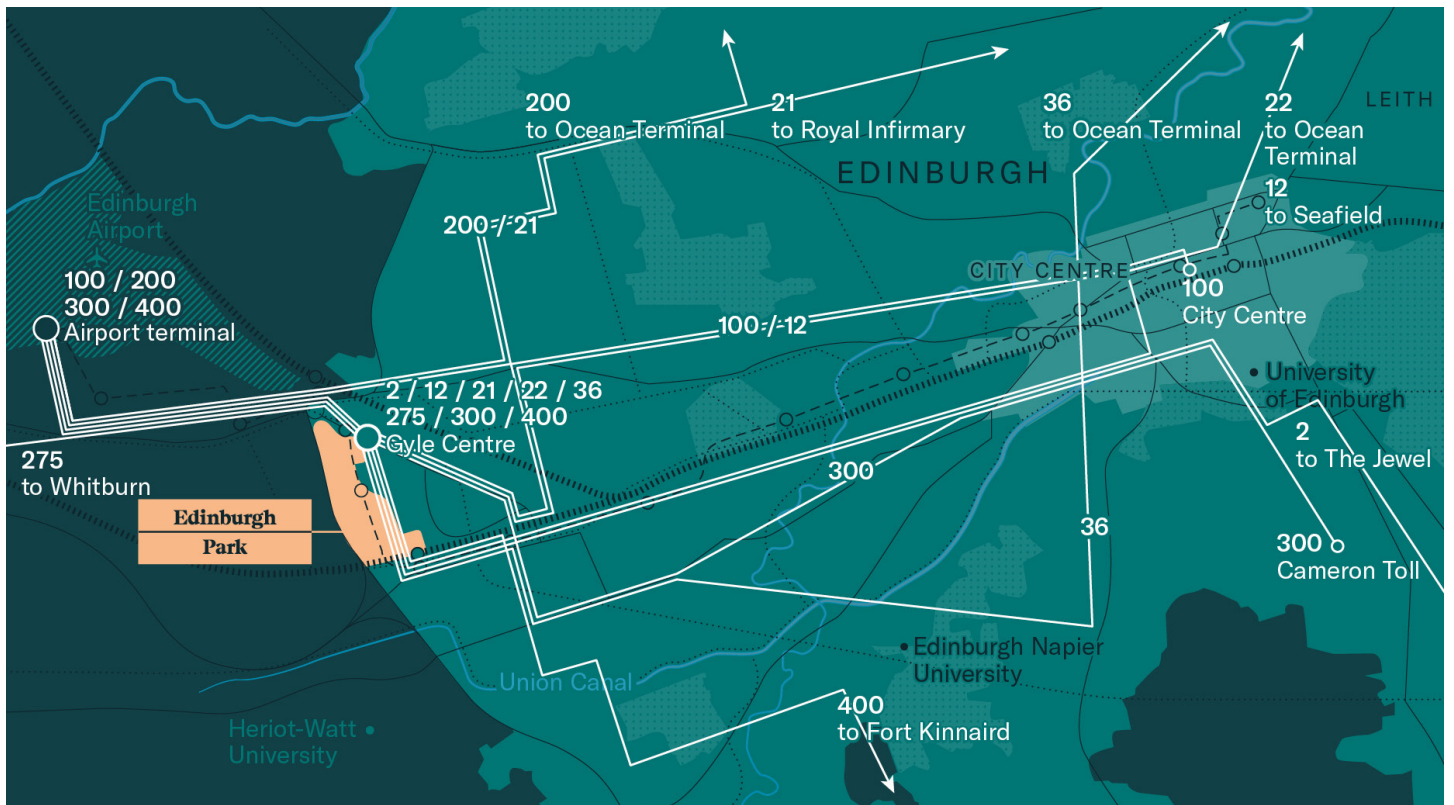 200
to Ocean Terminal
21
to Royal Infirmary
36
to Ocean Terminal
22
to Ocean
Terminal
LEITH
EDINBURGH
12
to Seafield
Edinburgh
Airport
200 / 21
100 / 200
300 / 400
Airport terminal
CITY CENTRE
100
City Centre
100 / 12
2 / 12 / 21 / 22 / 36
275 / 300 / 400
Gyle Centre
University
of Edinburgh
2
to The Jewel
275
to Whitburn
300
Edinburgh
Park
36
300
Cameron Toll
Edinburgh Napier
University
Union Canal
400
to Fort Kinnaird
Heriot-Watt
University